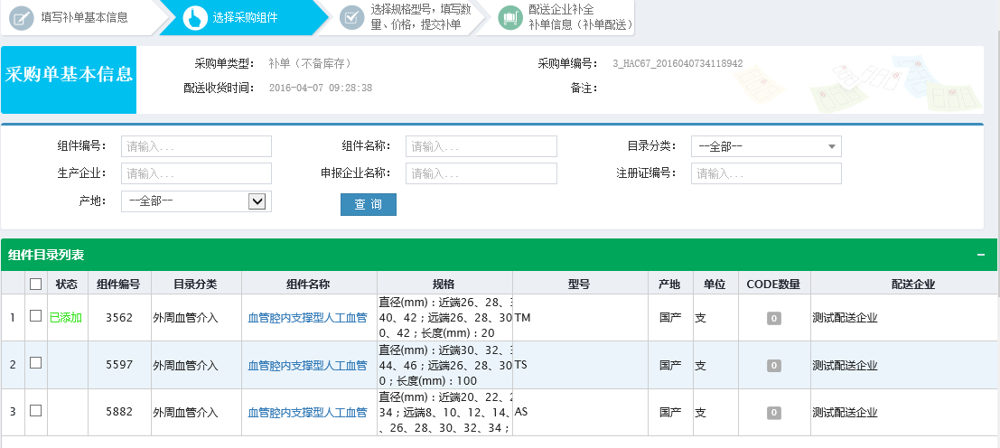 填写补单基本信息
选择采购组件
选择规格型号，填写数
量、价格，提交补单
配送企业补全
补单信息（补单配送）
采购单基本信息
采购单类型： 补单（不备库存） 采购单编号： 3_HAC67_2016040734118942
配送收货时间： 2016-04-07 09:28:38 备注：
组件编号： 请输入... 组件名称： 请输入... 目录分类： --全部--
生产企业： 请输入... 申报企业名称： 请输入... 注册证编号： 请输入...
产地： --全部-- 查 询
组件目录列表
状态 组件编号 目录分类 组件名称 规格 型号 产地 单位 CODE数量 配送企业
1 已添加 3562 外周血管介入 血管腔内支撑型人工血管 直径(mm)：近端26、28、
40、42；远端26、28、30
0、42；长度(mm)：20 TM 国产 支 0 测试配送企业
2 5597 外周血管介入 血管腔内支撑型人工血管 直径(mm)：近端30、32、
44、46；远端26、28、30
0；长度(mm)：100 TS 国产 支 0 测试配送企业
3 5882 外周血管介入 血管腔内支撑型人工血管 直径(mm)：近端20、22、
34；远端8、10、12、14、
、26、28、30、32、34； AS 国产 支 0 测试配送企业